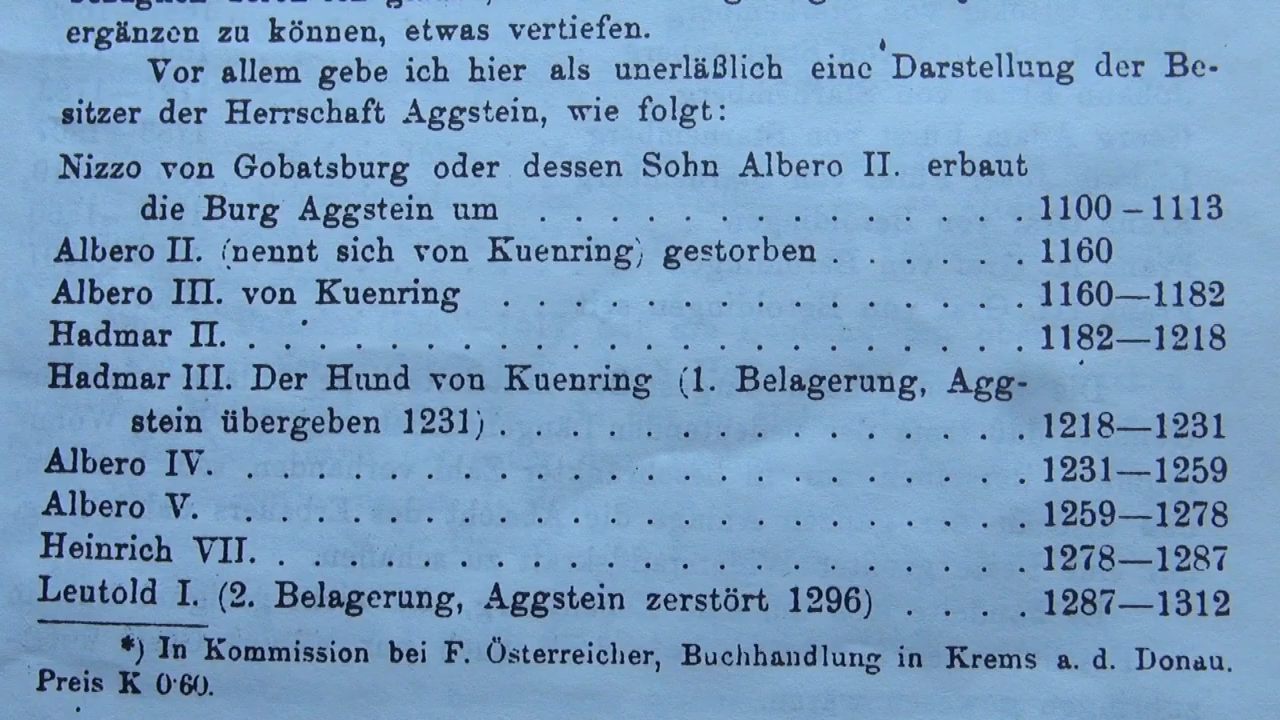 ergänzen zu können, etwas vertiefen.
Vor allem gebe ich hier als unerläßlich eine Darstellung der Be-
sitzer der Herrschaft Aggstein, wie folgt:
Nizzo von Gobatsburg oder dessen Sohn Albero II. erbaut
die Burg Aggstein um . . . . . . . . . . . . . 1100–1113
Albero II. (nennt sich von Kuenring) gestorben . . . . . . 1160
Albero III. von Kuenring . . . . . . . . . . . . . . 1160—1182
Hadmar II. . . . . . . . . . . . . . . . . . . . . 1182—1218
Hadmar III. Der Hund von Kuenring (1. Belagerung, Agg-
stein übergeben 1231) . . . . . . . . . . . . . . 1218—1231
Albero IV. . . . . . . . . . . . . . . . . . . . . 1231—1259
Albero V. . . . . . . . . . . . . . . . . . . . . 1259—1278
Heinrich VII. . . . . . . . . . . . . . . . . . . . 1278—1287
Leutold I. (2. Belagerung, Aggstein zerstört 1296) . . . . 1287—1312
*) In Kommission bei F. Österreicher, Buchhandlung in Krems a. d. Donau.
Preis K 0·60.